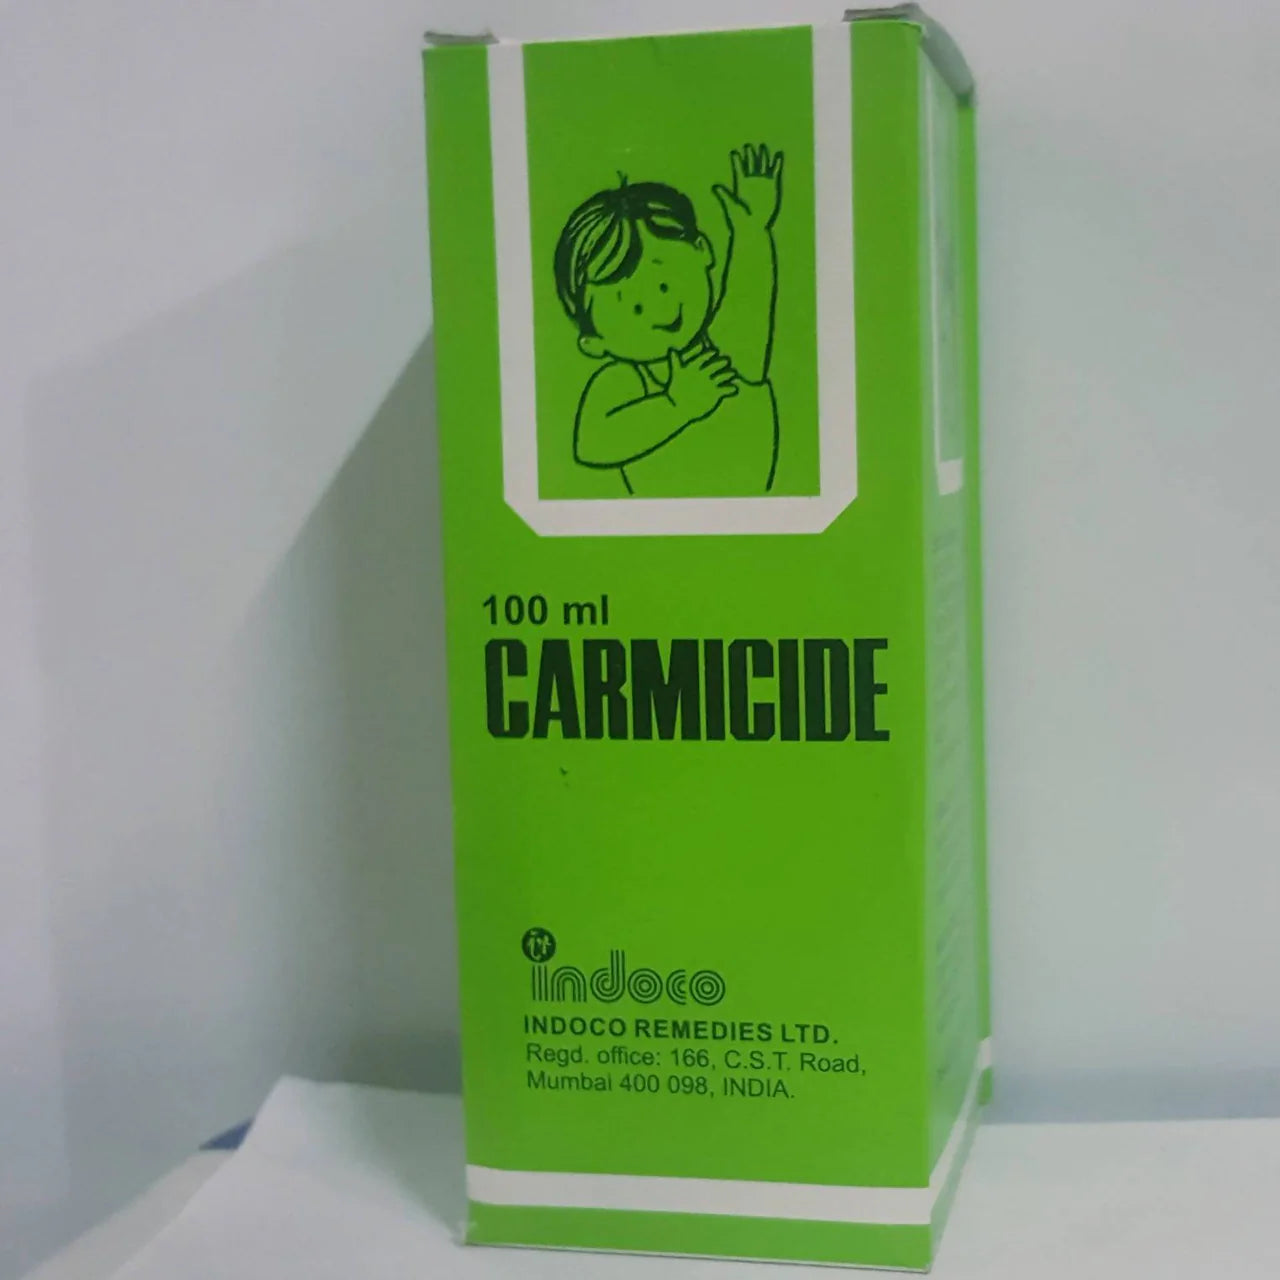 100 ml
CARMICIDE
indoco
INDOCO REMEDIES LTD.
Regd. office: 166, C.S.T. Road,
Mumbai 400 098, INDIA.